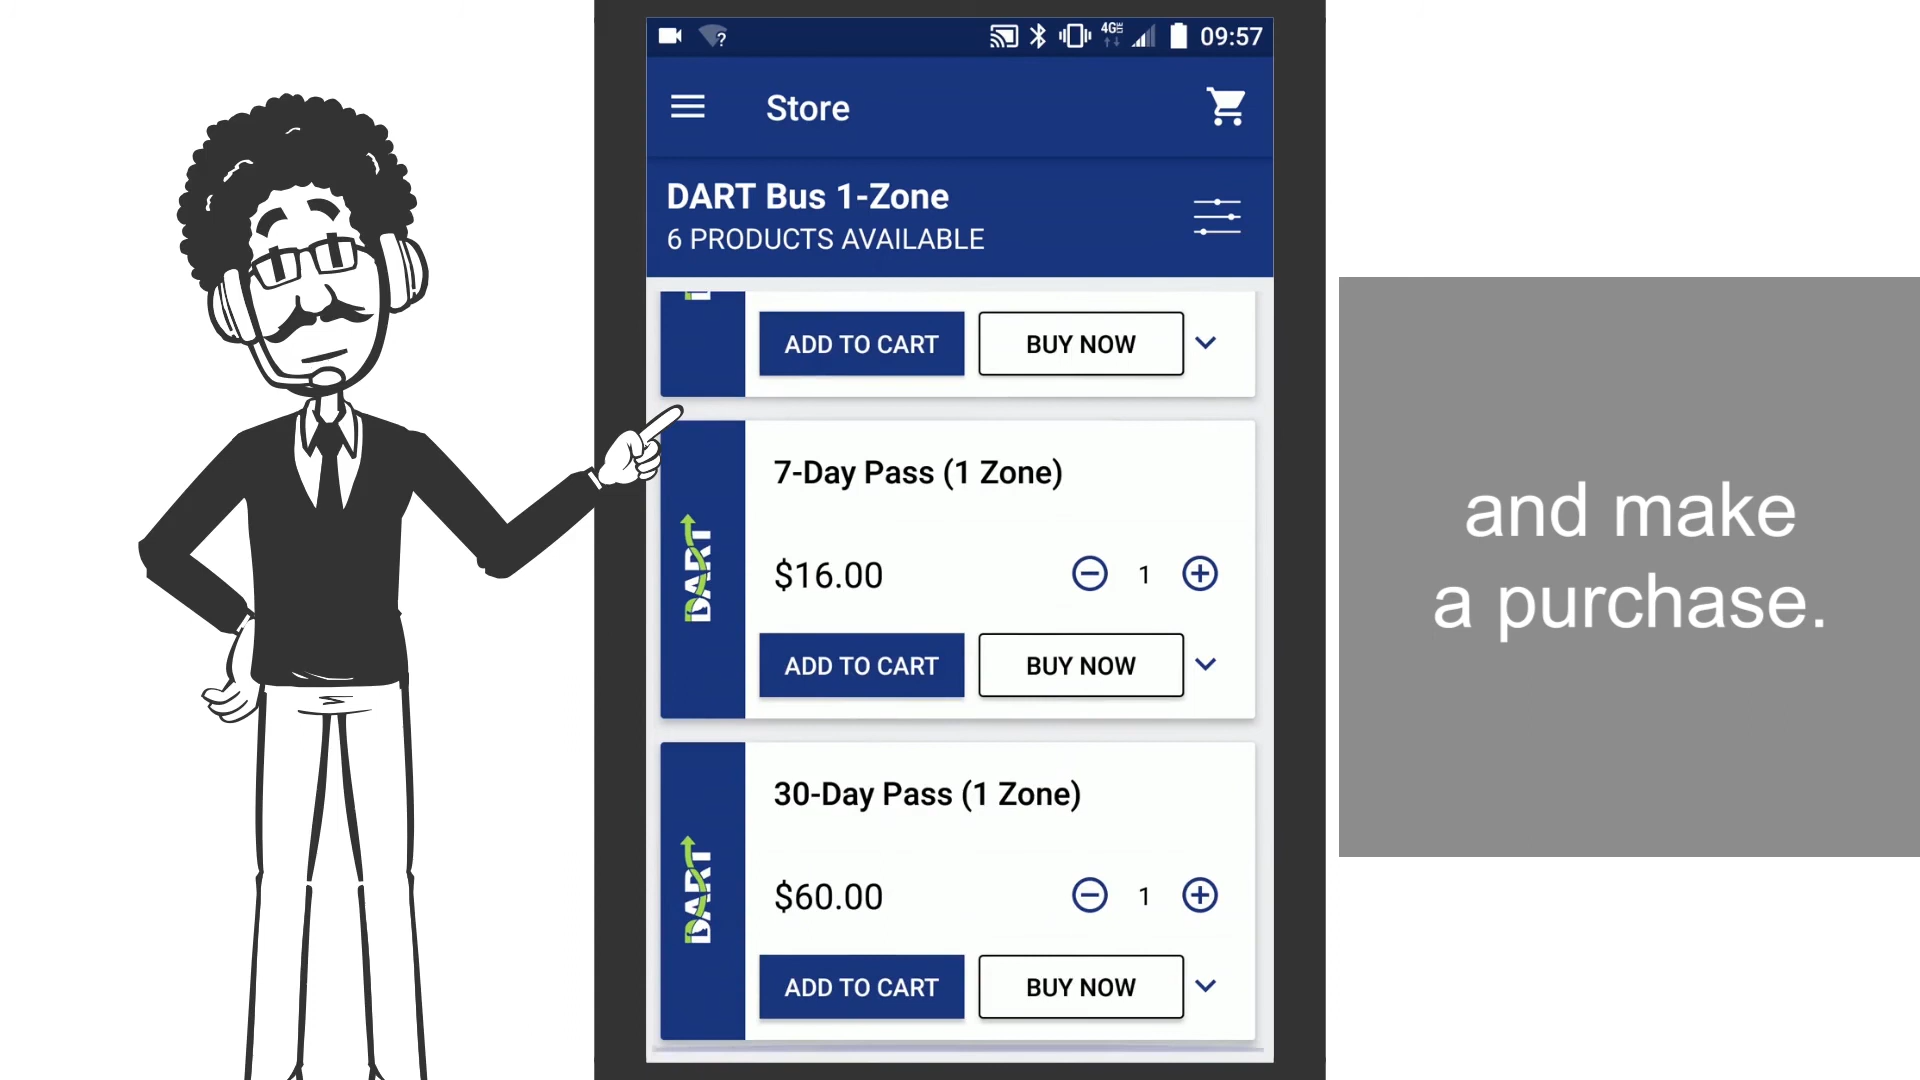 4G LTE 09:57
Store
DART Bus 1-Zone
6 PRODUCTS AVAILABLE
ADD TO CART BUY NOW
7-Day Pass (1 Zone)
DART
$16.00 1
ADD TO CART BUY NOW
30-Day Pass (1 Zone)
DART
$60.00 1
ADD TO CART BUY NOW
and make
a purchase.